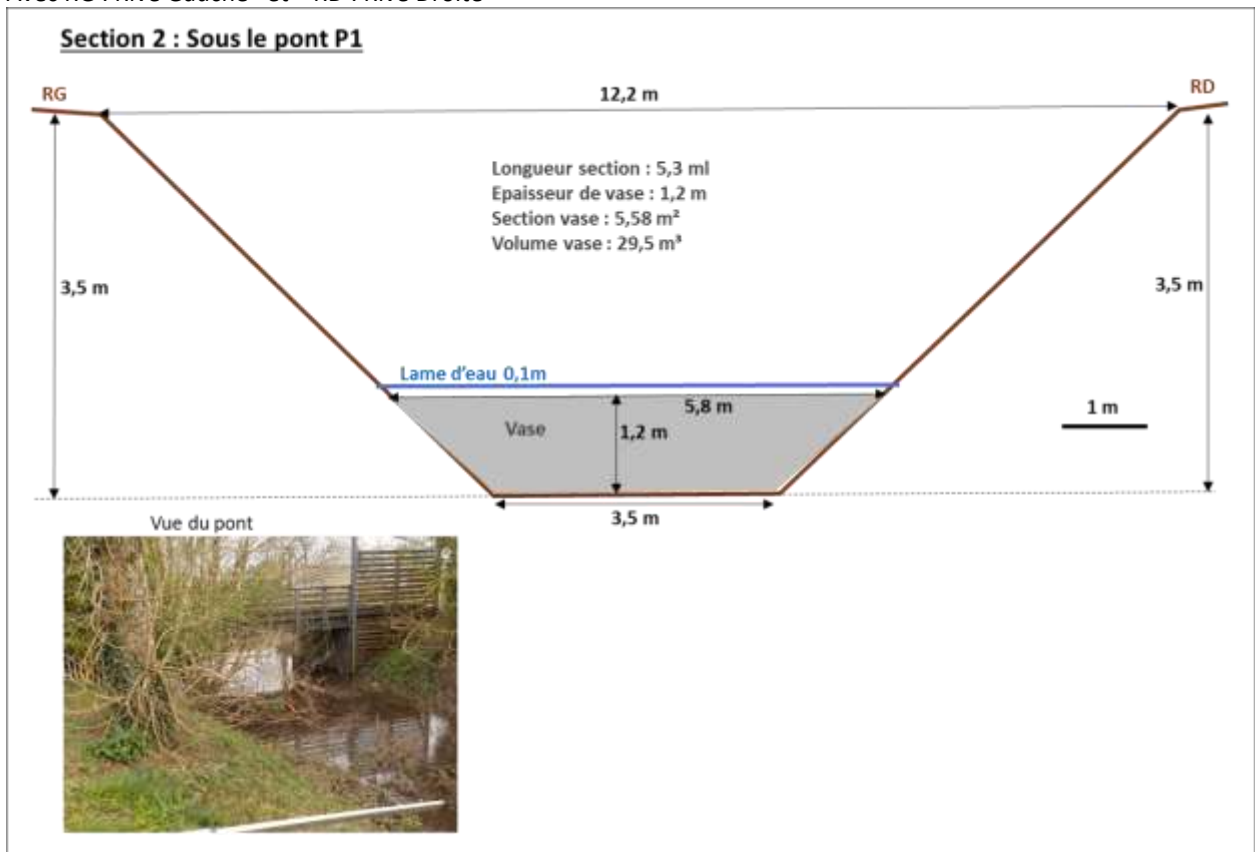 Section 2 : Sous le pont P1
RG
12,2 m
RD
Longueur section : 5,3 ml
Epaisseur de vase : 1,2 m
Section vase : 5,58 m²
Volume vase : 29,5 m³
3,5 m
3,5 m
Lame d'eau 0,1m
5,8 m
1 m
Vase
1,2 m
3,5 m
Vue du pont